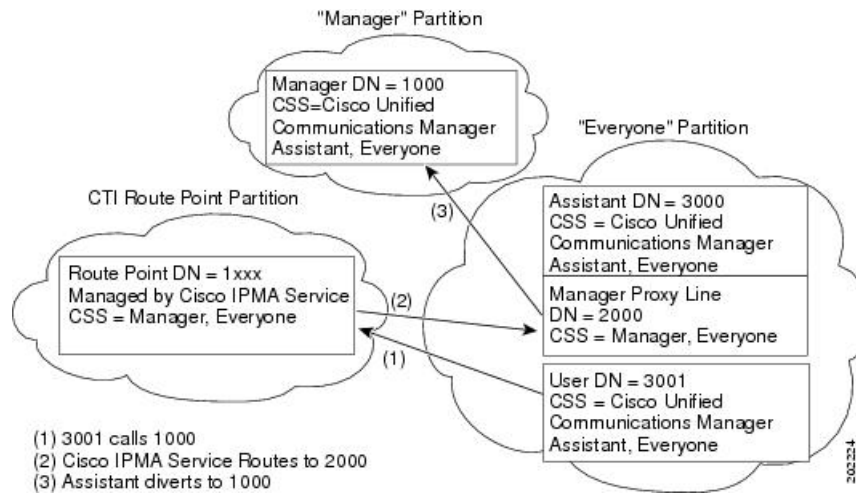 "Manager" Partition
Manager DN = 1000
CSS=Cisco Unified
Communications Manager
Assistant, Everyone
"Everyone" Partition
CTI Route Point Partition
(3)
Assistant DN = 3000
CSS = Cisco Unified
Communications Manager
Assistant, Everyone
Route Point DN = 1xxx
Managed by Cisco IPMA Service
CSS = Manager, Everyone
(2)
Manager Proxy Line
DN = 2000
CSS = Manager, Everyone
(1)
User DN = 3001
CSS = Cisco Unified
Communications Manager
Assistant, Everyone
(1) 3001 calls 1000
(2) Cisco IPMA Service Routes to 2000
(3) Assistant diverts to 1000
202224